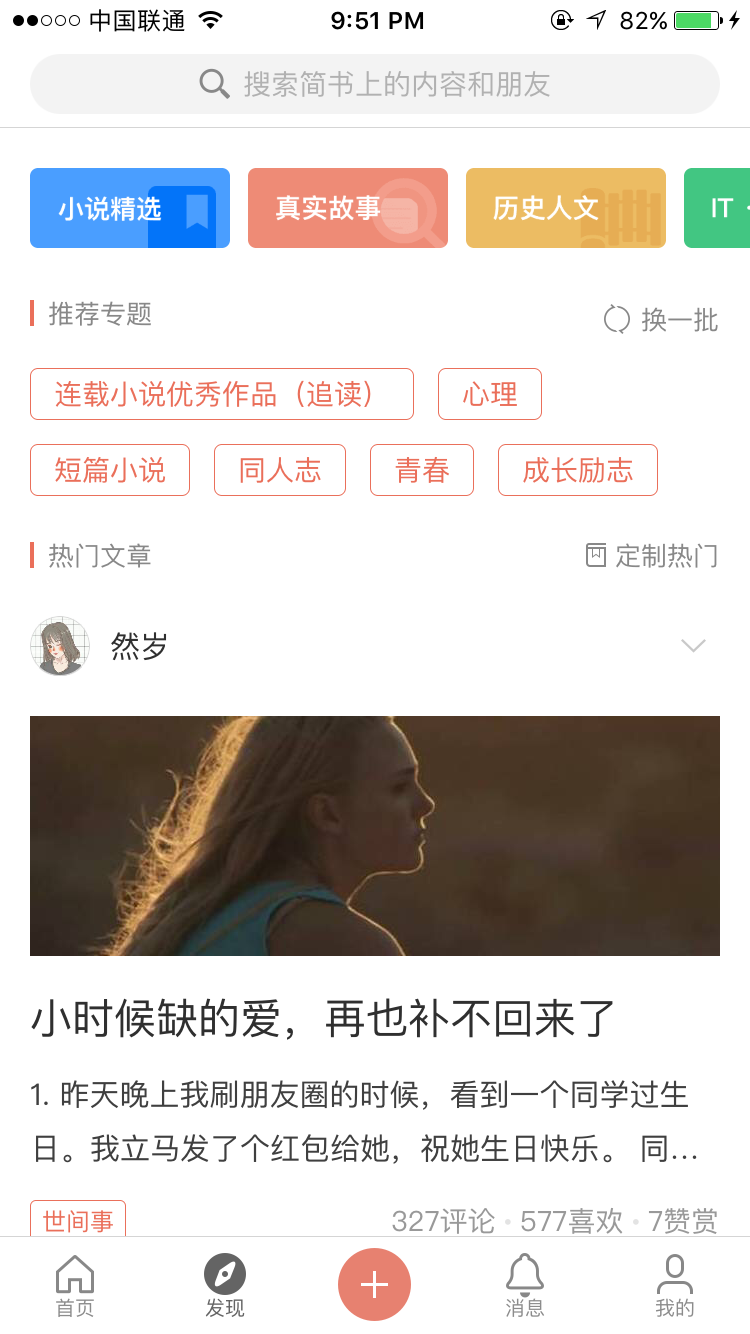 中国联通 9:51 PM 82%
搜索简书上的内容和朋友
小说精选 真实故事 历史人文 IT
推荐专题 换一批
连载小说优秀作品（追读） 心理
短篇小说 同人志 青春 成长励志
热门文章 定制热门
然岁
小时候缺的爱，再也补不回来了
1. 昨天晚上我刷朋友圈的时候，看到一个同学过生
日。我立马发了个红包给她，祝她生日快乐。 同...
世间事 327评论 • 577喜欢 • 7赞赏
首页 发现 消息 我的